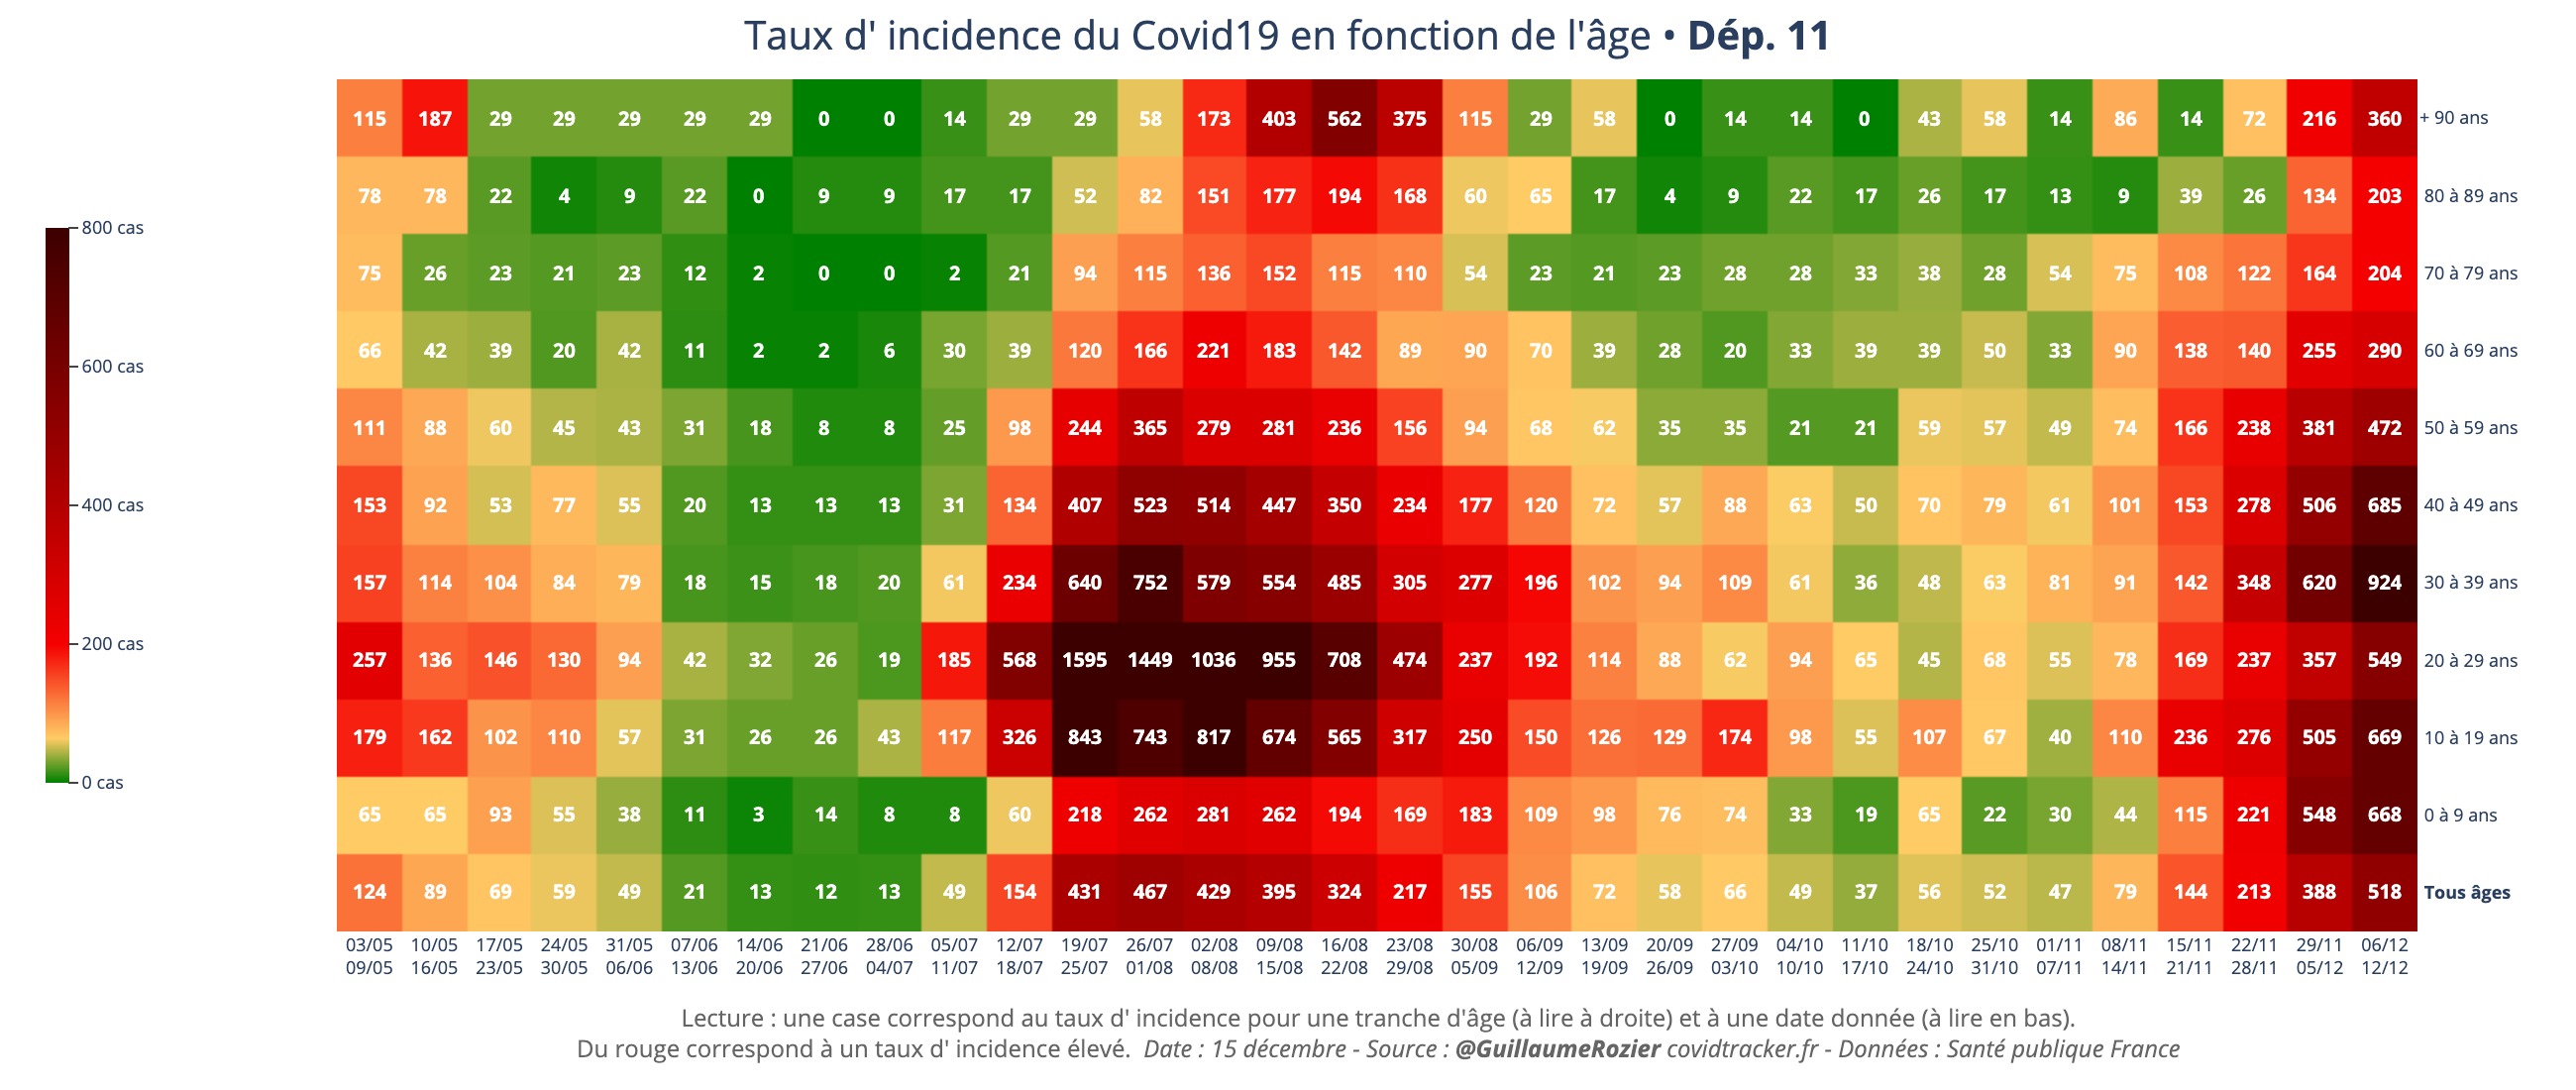 Taux d' incidence du Covid19 en fonction de l'âge • Dép. 11
800 cas
600 cas
400 cas
200 cas
0 cas
115 187 29 29 29 29 29 0 0 14 29 29 58 173 403 562 375 115 29 58 0 14 14 0 43 58 14 86 14 72 216 360 + 90 ans
78 78 22 4 9 22 0 9 9 17 17 52 82 151 177 194 168 60 65 17 4 9 22 17 26 17 13 9 39 26 134 203 80 à 89 ans
75 26 23 21 23 12 2 0 0 2 21 94 115 136 152 115 110 54 23 21 23 28 28 33 38 28 54 75 108 122 164 204 70 à 79 ans
66 42 39 20 42 11 2 2 6 30 39 120 166 221 183 142 89 90 70 39 28 20 33 39 39 50 33 90 138 140 255 290 60 à 69 ans
111 88 60 45 43 31 18 8 8 25 98 244 365 279 281 236 156 94 68 62 35 35 21 21 59 57 49 74 166 238 381 472 50 à 59 ans
153 92 53 77 55 20 13 13 13 31 134 407 523 514 447 350 234 177 120 72 57 88 63 50 70 79 61 101 153 278 506 685 40 à 49 ans
157 114 104 84 79 18 15 18 20 61 234 640 752 579 554 485 305 277 196 102 94 109 61 36 48 63 81 91 142 348 620 924 30 à 39 ans
257 136 146 130 94 42 32 26 19 185 568 1595 1449 1036 955 708 474 237 192 114 88 62 94 65 45 68 55 78 169 237 357 549 20 à 29 ans
179 162 102 110 57 31 26 26 43 117 326 843 743 817 674 565 317 250 150 126 129 174 98 55 107 67 40 110 236 276 505 669 10 à 19 ans
65 65 93 55 38 11 3 14 8 8 60 218 262 281 262 194 169 183 109 98 76 74 33 19 65 22 30 44 115 221 548 668 0 à 9 ans
124 89 69 59 49 21 13 12 13 49 154 431 467 429 395 324 217 155 106 72 58 66 49 37 56 52 47 79 144 213 388 518 Tous âges
03/05 10/05 17/05 24/05 31/05 07/06 14/06 21/06 28/06 05/07 12/07 19/07 26/07 02/08 09/08 16/08 23/08 30/08 06/09 13/09 20/09 27/09 04/10 11/10 18/10 25/10 01/11 08/11 15/11 22/11 29/11 06/12
09/05 16/05 23/05 30/05 06/06 13/06 20/06 27/06 04/07 11/07 18/07 25/07 01/08 08/08 15/08 22/08 29/08 05/09 12/09 19/09 26/09 03/10 10/10 17/10 24/10 31/10 07/11 14/11 21/11 28/11 05/12 12/12
Lecture : une case correspond au taux d' incidence pour une tranche d'âge (à lire à droite) et à une date donnée (à lire en bas).
Du rouge correspond à un taux d' incidence élevé. Date : 15 décembre - Source : @GuillaumeRozier covidtracker.fr - Données : Santé publique France